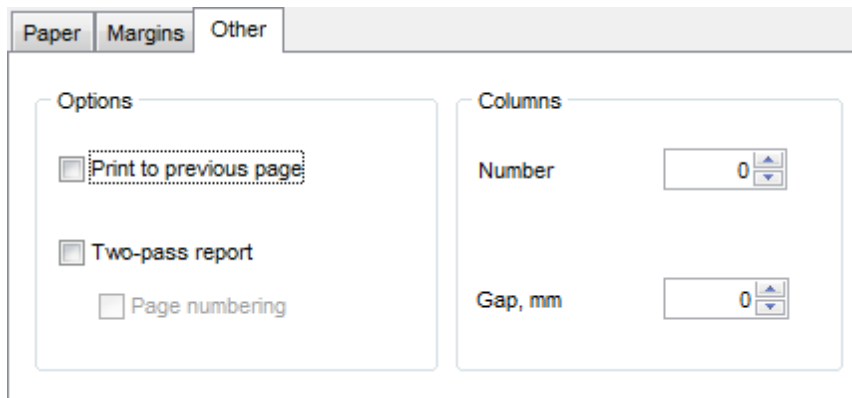 Paper Margins Other
Options
Print to previous page
Two-pass report
Page numbering
Columns
Number 0
Gap, mm 0